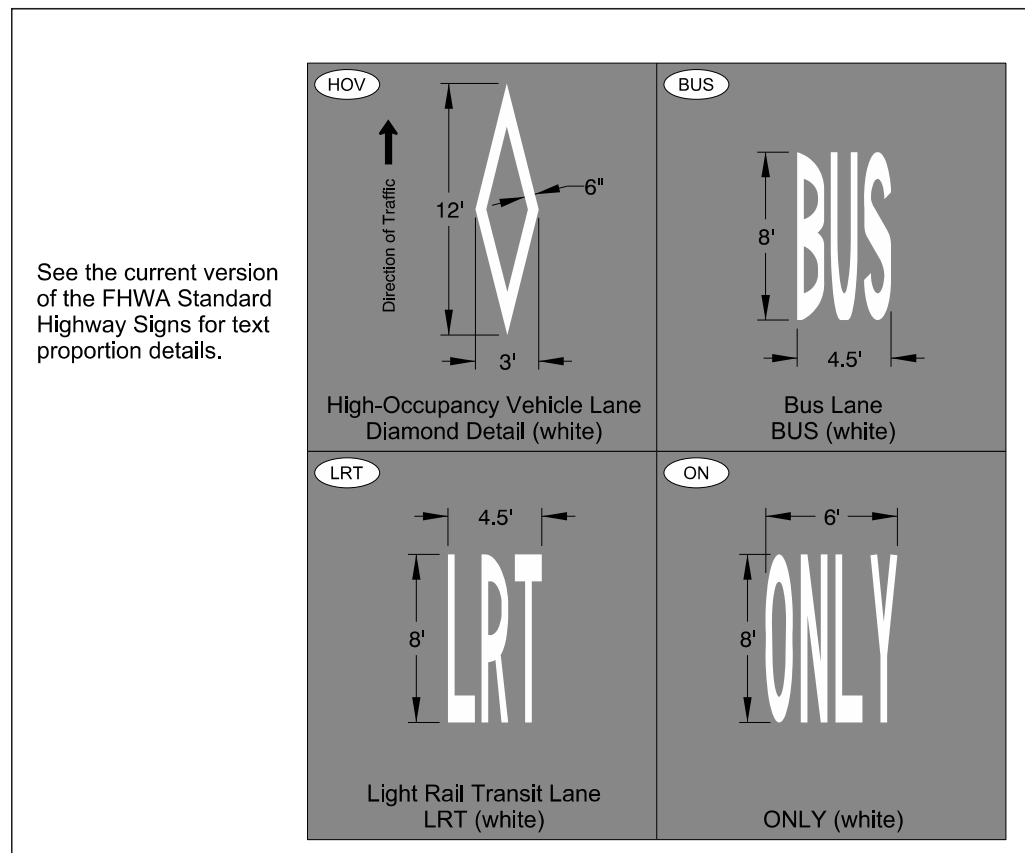 See the current version
of the FHWA Standard
Highway Signs for text
proportion details.
HOV
Direction of Traffic
12'
6"
3'
High-Occupancy Vehicle Lane
Diamond Detail (white)
BUS
8'
BUS
4.5'
Bus Lane
BUS (white)
LRT
4.5'
8'
LRT
Light Rail Transit Lane
LRT (white)
ON
6'
8'
ONLY
ONLY (white)